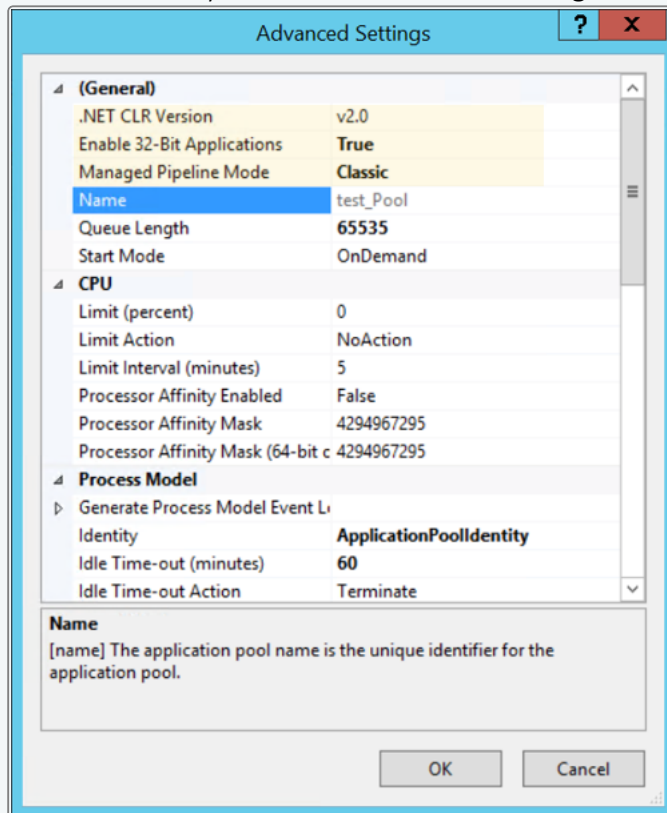 Advanced Settings
?
X
(General)
.NET CLR Version v2.0
Enable 32-Bit Applications True
Managed Pipeline Mode Classic
Name test_Pool
Queue Length 65535
Start Mode OnDemand
CPU
Limit (percent) 0
Limit Action NoAction
Limit Interval (minutes) 5
Processor Affinity Enabled False
Processor Affinity Mask 4294967295
Processor Affinity Mask (64-bit c 4294967295
Process Model
Generate Process Model Event L
Identity ApplicationPoolIdentity
Idle Time-out (minutes) 60
Idle Time-out Action Terminate
Name
[name] The application pool name is the unique identifier for the
application pool.
OK Cancel